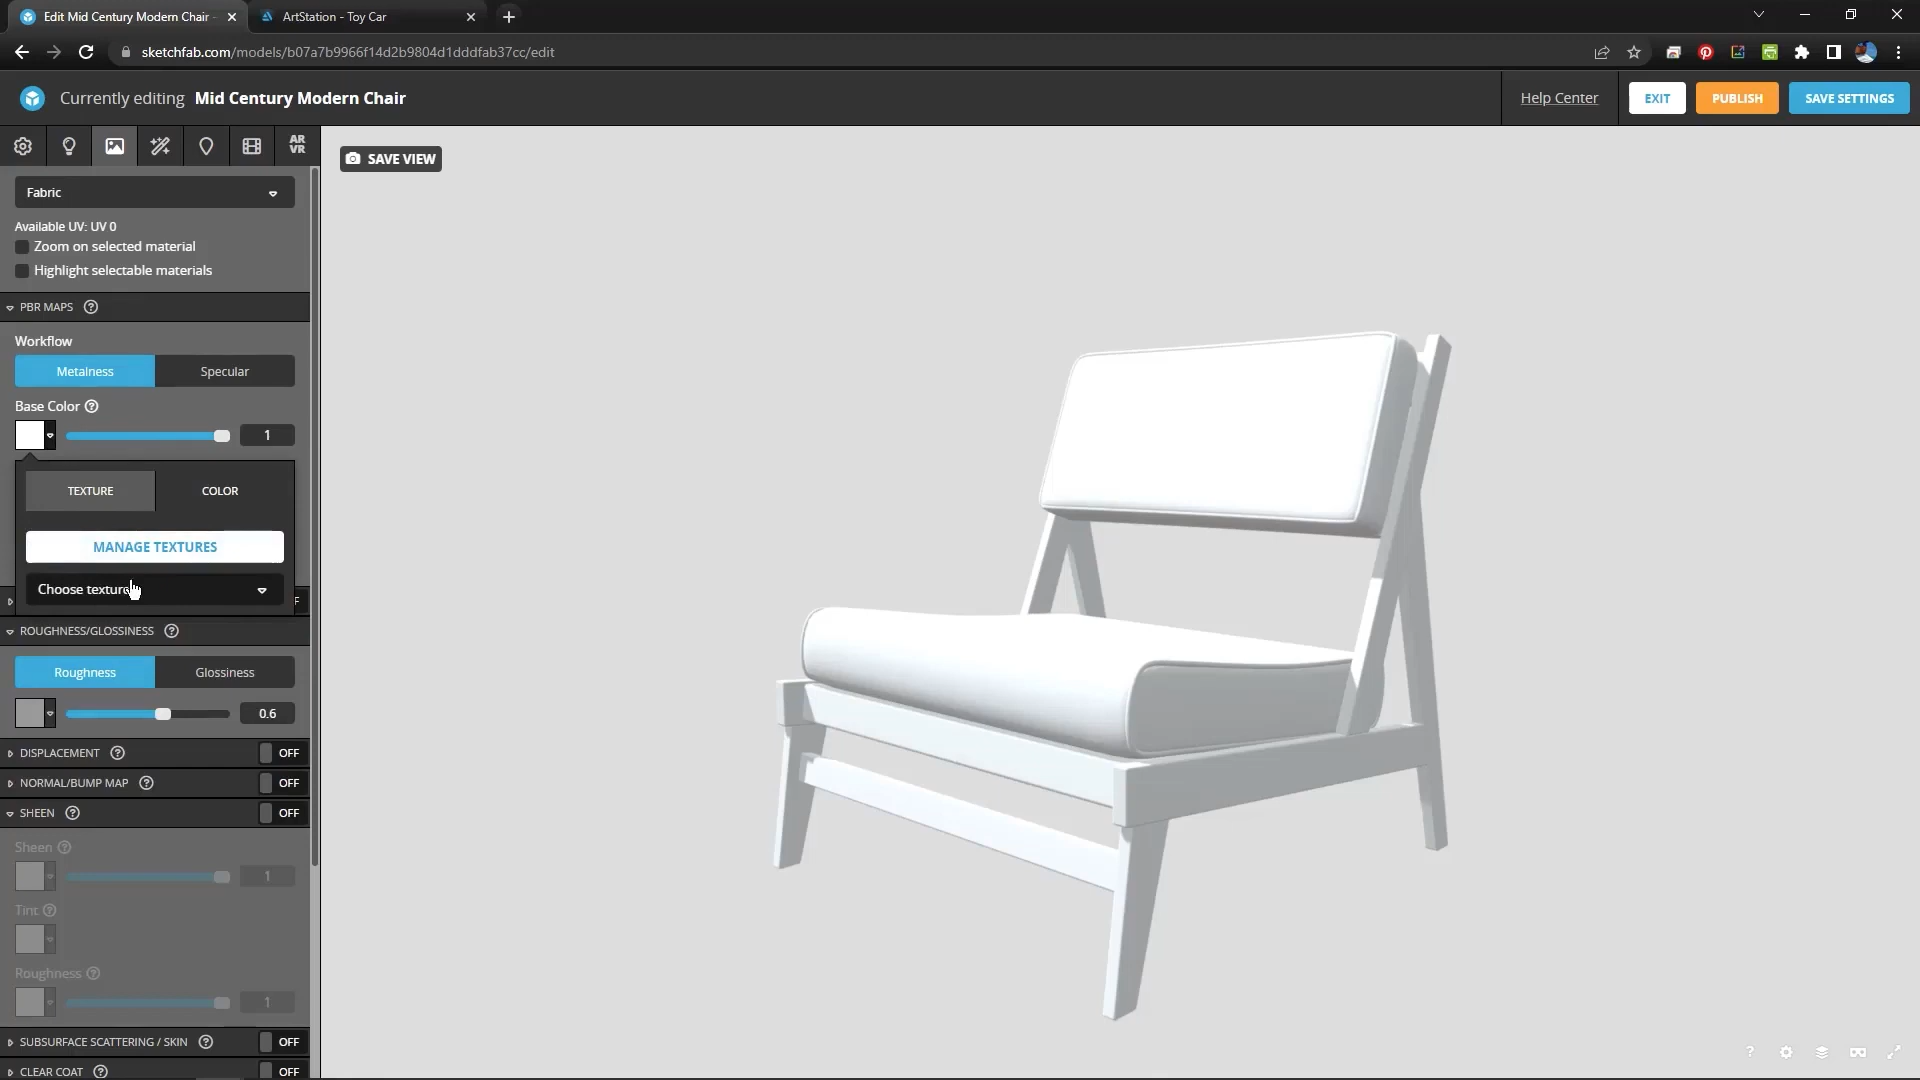 Edit Mid Century Modern Chair -
ArtStation - Toy Car
sketchfab.com/models/b07a7b9966f14d2b9804d1dddfab37cc/edit
Currently editing Mid Century Modern Chair
Help Center
EXIT
PUBLISH
SAVE SETTINGS
AR
VR
SAVE VIEW
Fabric
Available UV: UV 0
Zoom on selected material
Highlight selectable materials
PBR MAPS ?
Workflow
Metalness
Specular
Base Color ?
1
TEXTURE
COLOR
MANAGE TEXTURES
Choose texture
F
ROUGHNESS/GLOSSINESS ?
Roughness
Glossiness
0.6
DISPLACEMENT ? OFF
NORMAL/BUMP MAP ? OFF
SHEEN ? OFF
Sheen ?
1
Tint ?
Roughness ?
1
SUBSURFACE SCATTERING / SKIN ? OFF
CLEAR COAT ? OFF
?